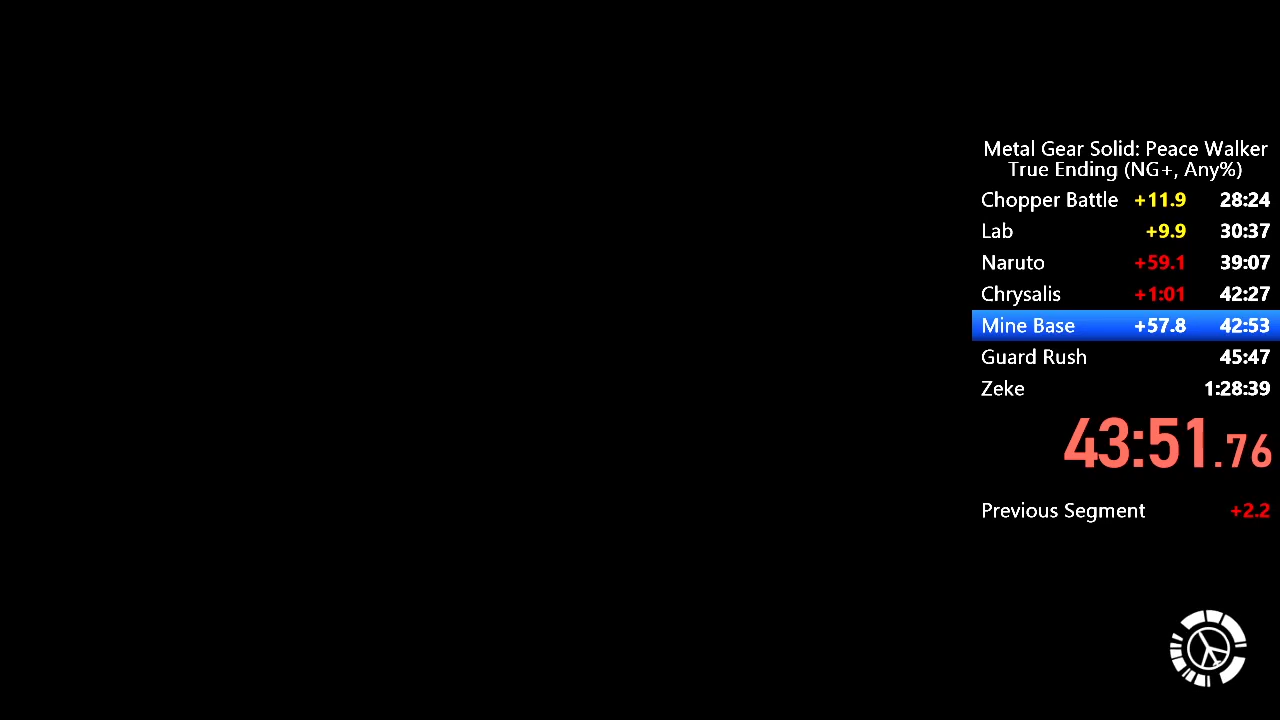 Metal Gear Solid: Peace Walker
True Ending (NG+, Any%)
Chopper Battle +11.9 28:24
Lab +9.9 30:37
Naruto +59.1 39:07
Chrysalis +1:01 42:27
Mine Base +57.8 42:53
Guard Rush 45:47
Zeke 1:28:39
43:51.76
Previous Segment +2.2